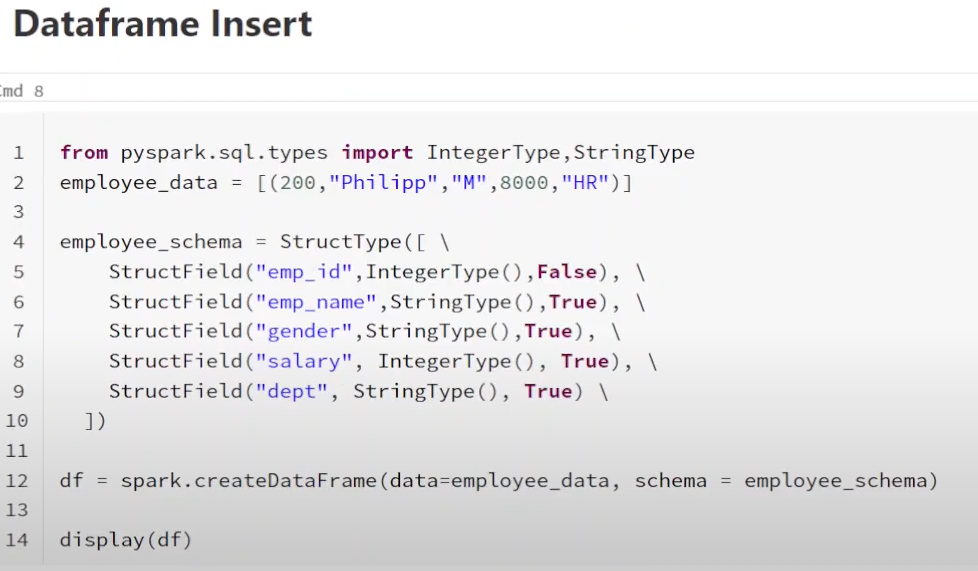 Dataframe Insert
Cmd 8
1 from pyspark.sql.types import IntegerType,StringType
2 employee_data = [(200,"Philipp","M",8000,"HR")]
3
4 employee_schema = StructType([ \
5     StructField("emp_id",IntegerType(),False), \
6     StructField("emp_name",StringType(),True), \
7     StructField("gender",StringType(),True), \
8     StructField("salary", IntegerType(), True), \
9     StructField("dept", StringType(), True) \
10   ])
11
12 df = spark.createDataFrame(data=employee_data, schema = employee_schema)
13
14 display(df)